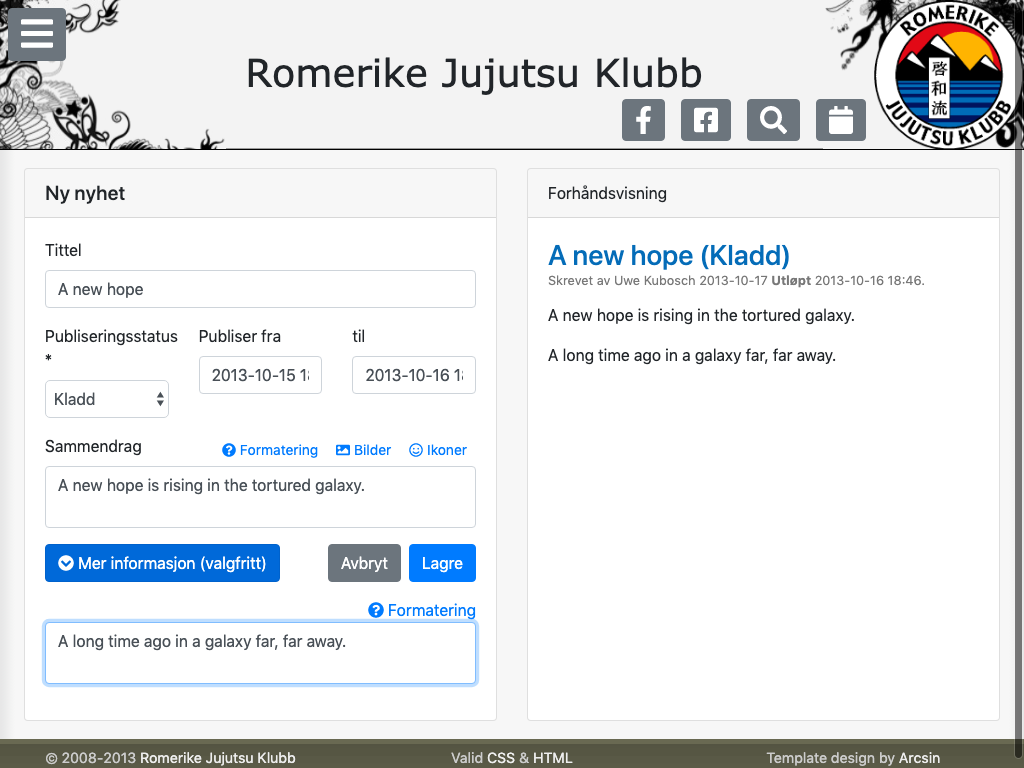 Romerike Jujutsu Klubb
ROMERIKE
啓和流
JUJUTSU KLUBB
Ny nyhet
Tittel
A new hope
Publiseringsstatus
*
Publiser fra
til
Kladd
2013-10-15 18
2013-10-16 18
Sammendrag
Formatering
Bilder
Ikoner
A new hope is rising in the tortured galaxy.
Mer informasjon (valgfritt)
Avbryt
Lagre
Formatering
A long time ago in a galaxy far, far away.
Forhåndsvisning
A new hope (Kladd)
Skrevet av Uwe Kubosch 2013-10-17 Utløpt 2013-10-16 18:46.
A new hope is rising in the tortured galaxy.
A long time ago in a galaxy far, far away.
© 2008-2013 Romerike Jujutsu Klubb
Valid CSS & HTML
Template design by Arcsin